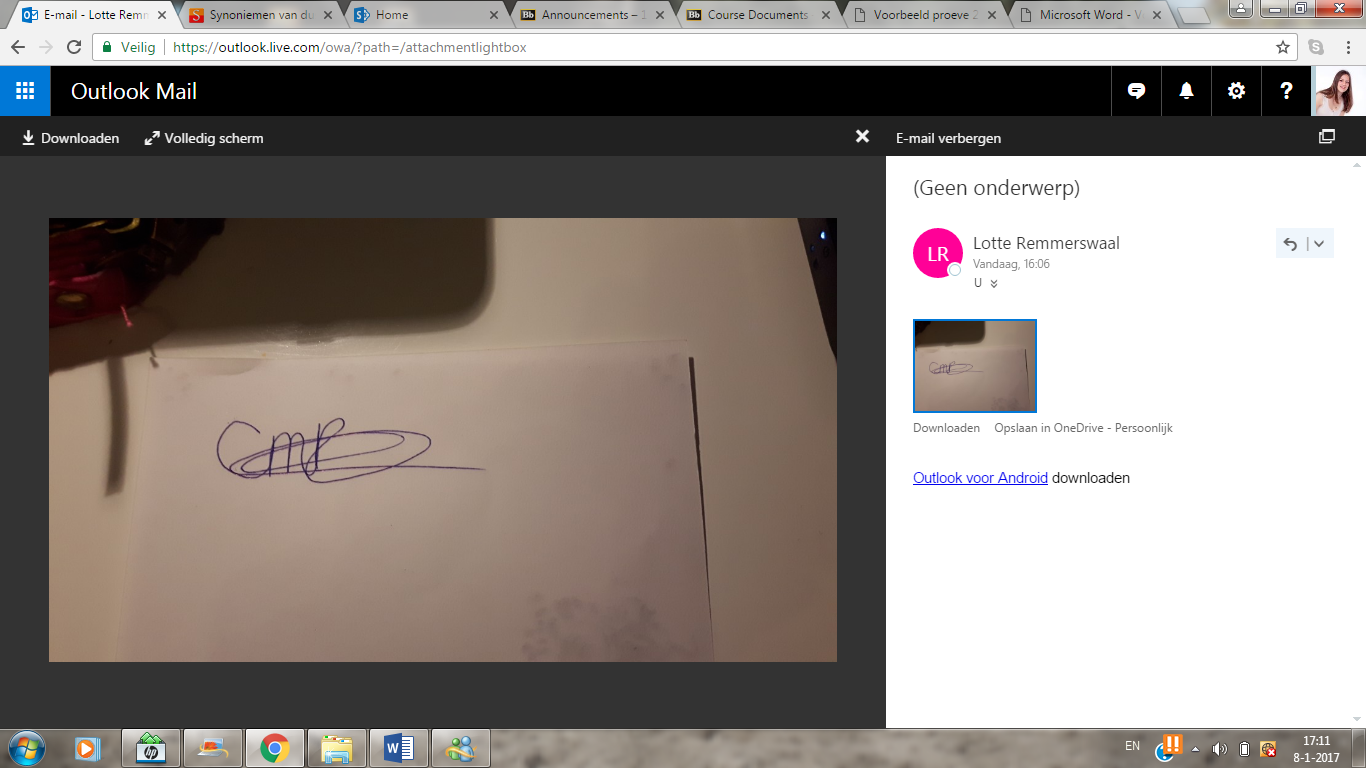 E-mail - Lotte Remm
Synoniemen van du
Home
Announcements – 1
Course Documents
Voorbeeld proeve 2
Microsoft Word - V
Veilig
https://outlook.live.com/owa/?path=/attachmentlightbox
Outlook Mail
Downloaden
Volledig scherm
E-mail verbergen
(Geen onderwerp)
LR
Lotte Remmerswaal
Vandaag, 16:06
U
Downloaden Opslaan in OneDrive - Persoonlijk
Outlook voor Android downloaden
EN
17:11
8-1-2017